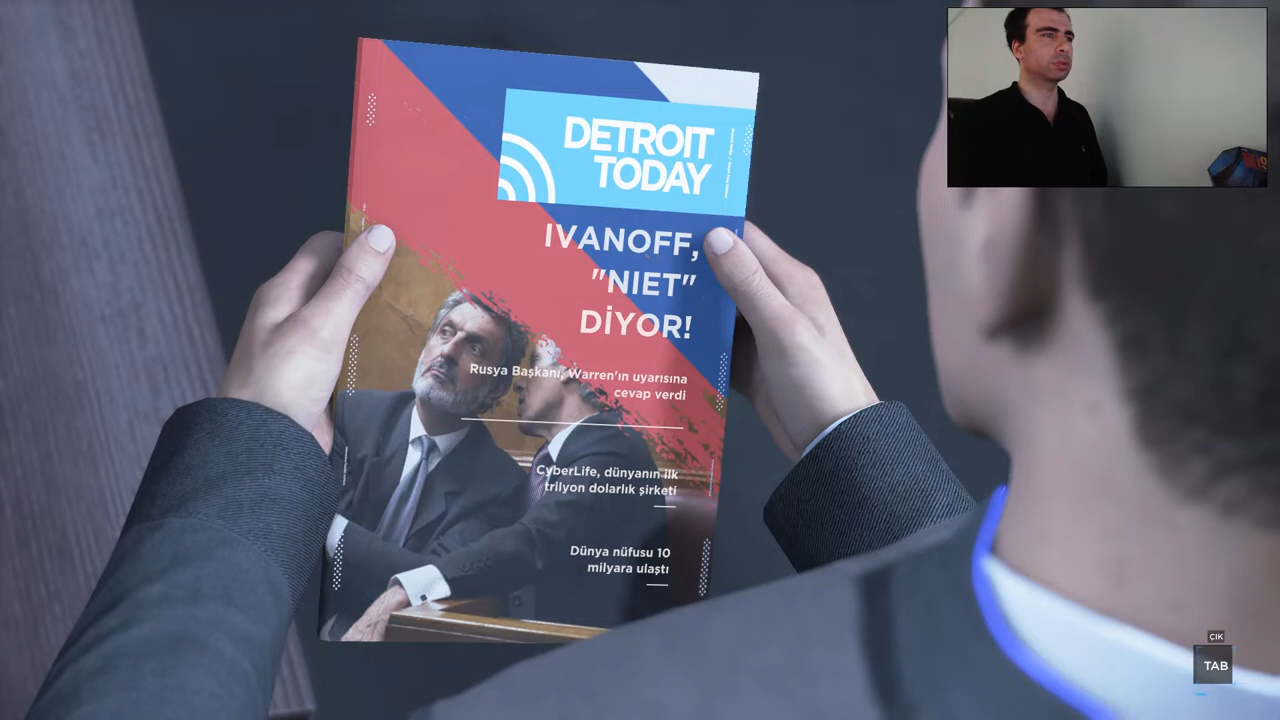 DETROIT
TODAY
IVANOFF,
"NIET"
DİYOR!
Rusya Başkanı, Warren'ın uyarısına
cevap verdi
CyberLife, dünyanın ilk
trilyon dolarlık şirketi
Dünya nüfusu 10
milyara ulaştı
ÇIK
TAB